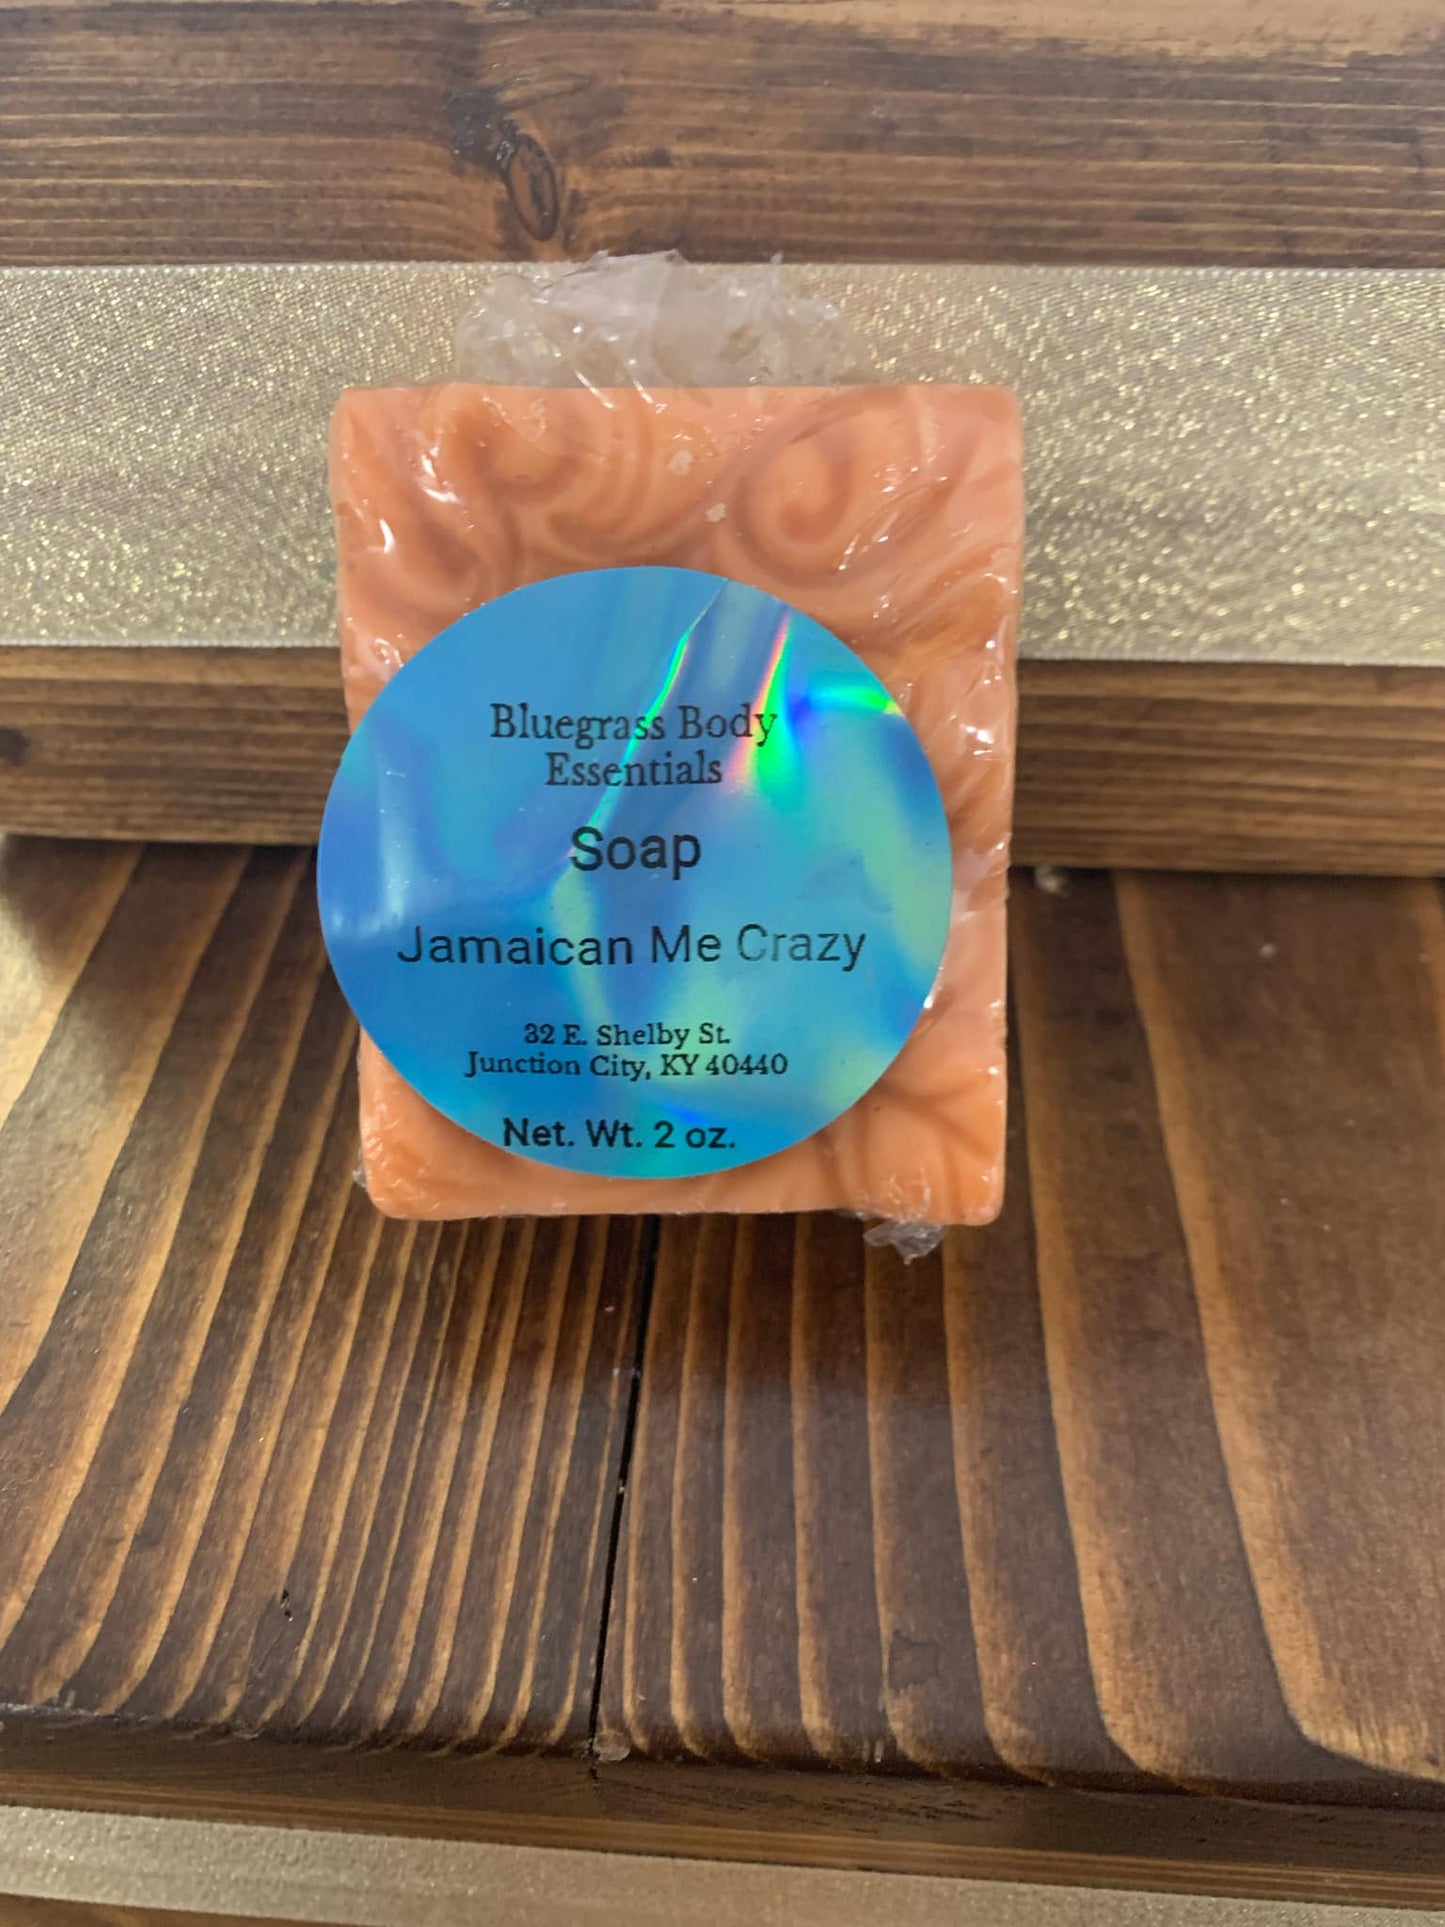 Bluegrass Body
Essentials
Soap
Jamaican Me Crazy
32 E. Shelby St.
Junction City, KY 40440
Net. Wt. 2 oz.